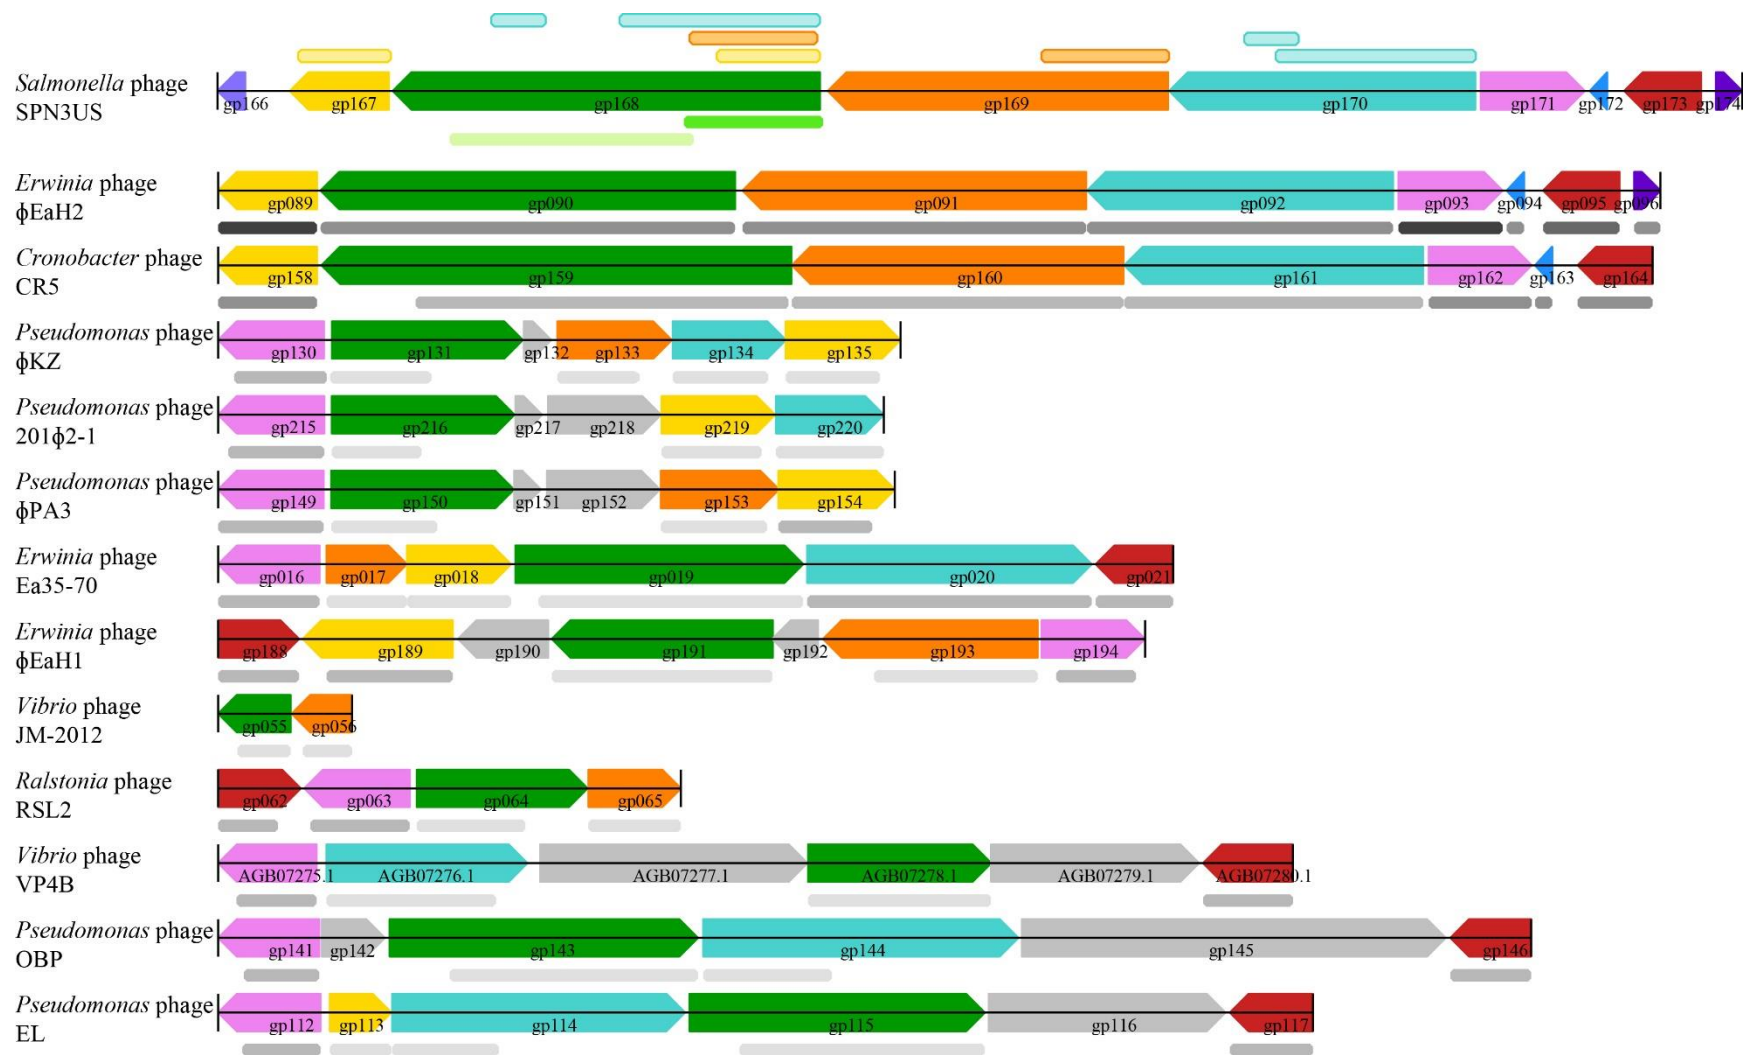 Salmonella phage
SPN3US
gp166 gp167 gp168 gp169 gp170 gp171 gp172 gp173 gp174
Erwinia phage
ϕEaH2
gp089 gp090 gp091 gp092 gp093 gp094 gp095 gp096
Cronobacter phage
CR5
gp158 gp159 gp160 gp161 gp162 gp163 gp164
Pseudomonas phage
ϕKZ
gp130 gp131 gp132 gp133 gp134 gp135
Pseudomonas phage
201ϕ2-1
gp215 gp216 gp217 gp218 gp219 gp220
Pseudomonas phage
ϕPA3
gp149 gp150 gp151 gp152 gp153 gp154
Erwinia phage
Ea35-70
gp016 gp017 gp018 gp019 gp020 gp021
Erwinia phage
ϕEaH1
gp188 gp189 gp190 gp191 gp192 gp193 gp194
Vibrio phage
JM-2012
gp055 gp056
Ralstonia phage
RSL2
gp062 gp063 gp064 gp065
Vibrio phage
VP4B
AGB07275.1 AGB07276.1 AGB07277.1 AGB07278.1 AGB07279.1 AGB07280.1
Pseudomonas phage
OBP
gp141 gp142 gp143 gp144 gp145 gp146
Pseudomonas phage
EL
gp112 gp113 gp114 gp115 gp116 gp117